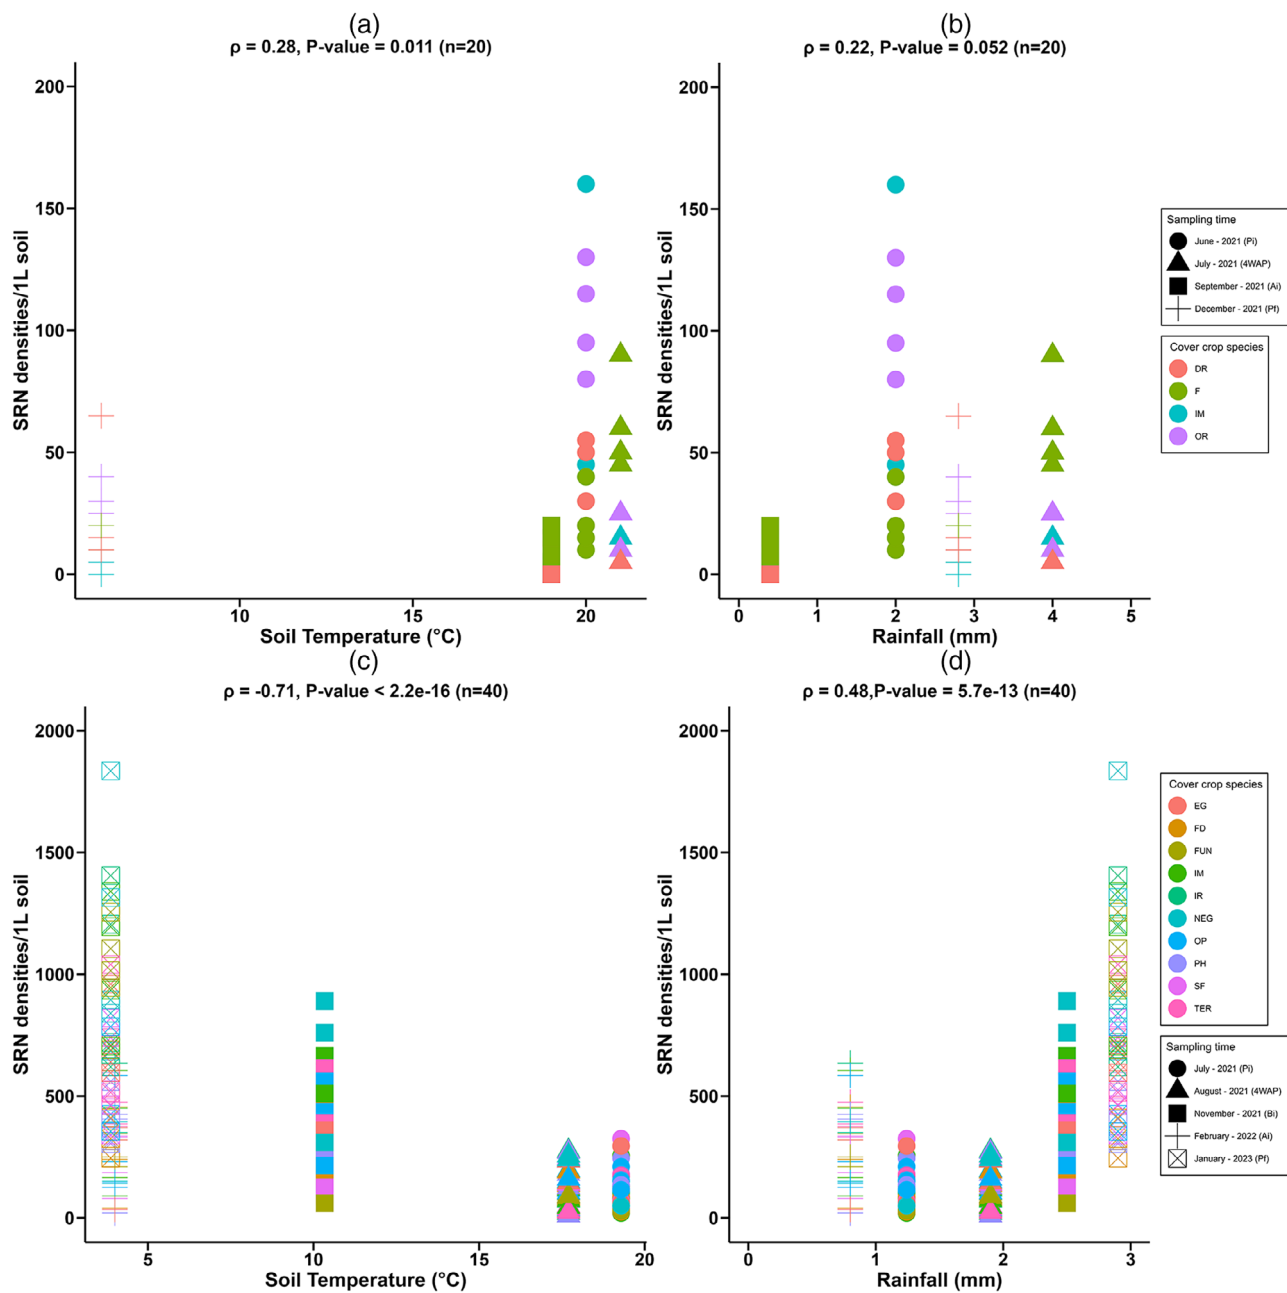 (a)
ρ = 0.28, P-value = 0.011 (n=20)
SRN densities/1L soil
200
150
100
50
0
10
15
20
Soil Temperature (°C)
(b)
ρ = 0.22, P-value = 0.052 (n=20)
SRN densities/1L soil
200
150
100
50
0
0
1
2
3
4
5
Rainfall (mm)
Sampling time
June - 2021 (Pi)
July - 2021 (4WAP)
September - 2021 (Ai)
December - 2021 (Pf)
Cover crop species
DR
F
IM
OR
(c)
ρ = -0.71, P-value < 2.2e-16 (n=40)
SRN densities/1L soil
2000
1500
1000
500
0
5
10
15
20
Soil Temperature (°C)
(d)
ρ = 0.48,P-value = 5.7e-13 (n=40)
SRN densities/1L soil
2000
1500
1000
500
0
0
1
2
3
Rainfall (mm)
Cover crop species
EG
FD
FUN
IM
IR
NEG
OP
PH
SF
TER
Sampling time
July - 2021 (Pi)
August - 2021 (4WAP)
November - 2021 (Bi)
February - 2022 (Ai)
January - 2023 (Pf)